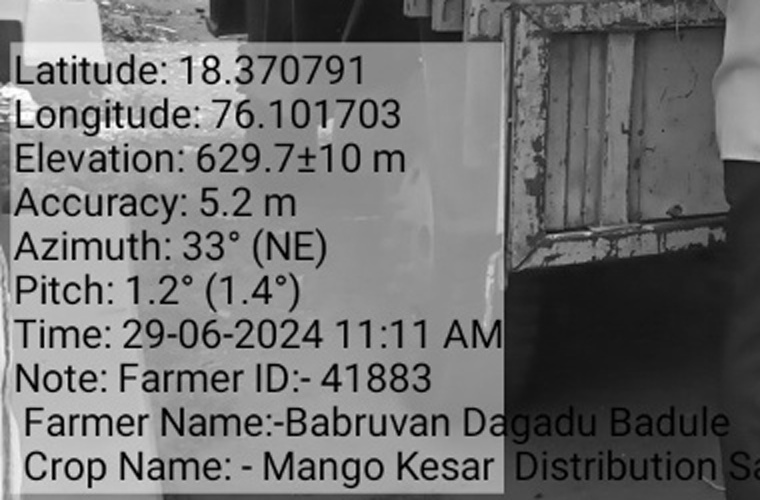 Latitude: 18.370791
Longitude: 76.101703
Elevation: 629.7±10 m
Accuracy: 5.2 m
Azimuth: 33° (NE)
Pitch: 1.2° (1.4°)
Time: 29-06-2024 11:11 AM
Note: Farmer ID:- 41883
Farmer Name:-Babruvan Dagadu Badule
Crop Name: - Mango Kesar Distribution